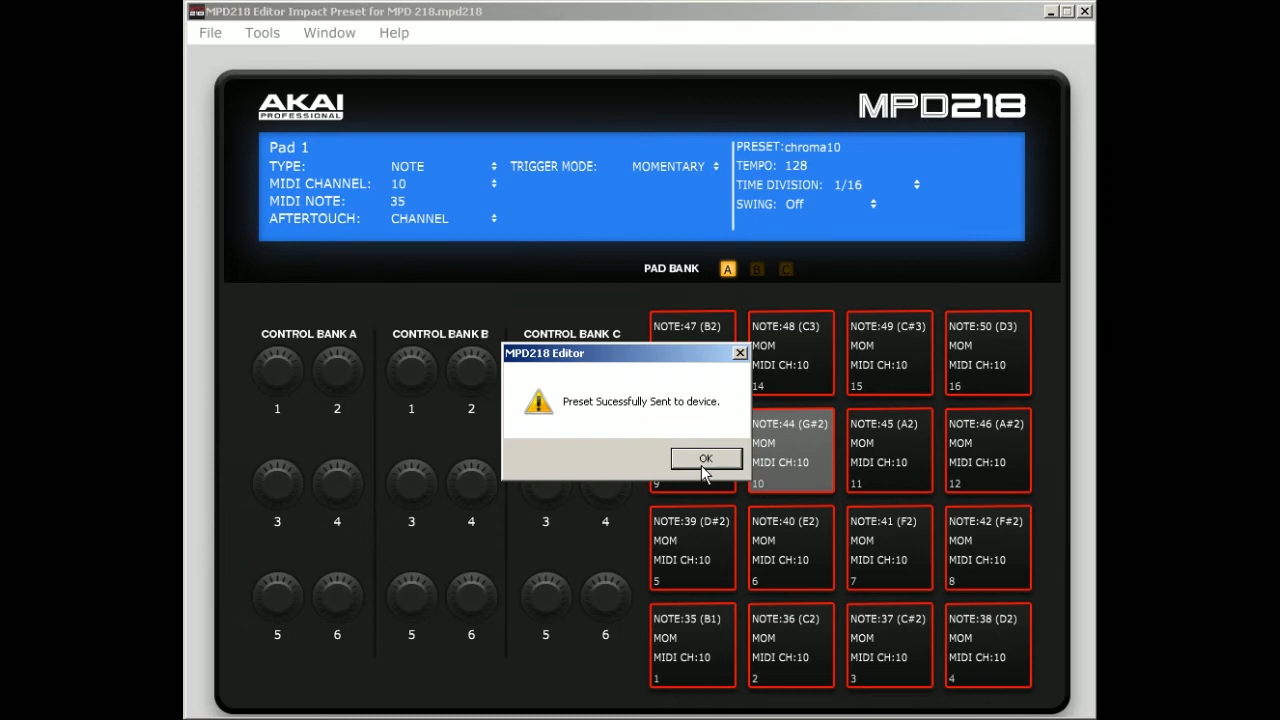 MPD218 Editor Impact Preset for MPD 218.mpd218
File Tools Window Help
AKAI
PROFESSIONAL
MPD218
Pad 1
TYPE: NOTE TRIGGER MODE: MOMENTARY
MIDI CHANNEL: 10
MIDI NOTE: 35
AFTERTOUCH: CHANNEL
PRESET:chroma10
TEMPO: 128
TIME DIVISION: 1/16
SWING: Off
PAD BANK A B C
CONTROL BANK A CONTROL BANK B CONTROL BANK C
1 2 1 2
3 4 3 4 3 4
5 6 5 6 5 6
MPD218 Editor
Preset Sucessfully Sent to device.
OK
NOTE:47 (B2)
NOTE:48 (C3)
MOM
MIDI CH:10
14
NOTE:49 (C#3)
MOM
MIDI CH:10
15
NOTE:50 (D3)
MOM
MIDI CH:10
16
9
NOTE:44 (G#2)
MOM
MIDI CH:10
10
NOTE:45 (A2)
MOM
MIDI CH:10
11
NOTE:46 (A#2)
MOM
MIDI CH:10
12
NOTE:39 (D#2)
MOM
MIDI CH:10
5
NOTE:40 (E2)
MOM
MIDI CH:10
6
NOTE:41 (F2)
MOM
MIDI CH:10
7
NOTE:42 (F#2)
MOM
MIDI CH:10
8
NOTE:35 (B1)
MOM
MIDI CH:10
1
NOTE:36 (C2)
MOM
MIDI CH:10
2
NOTE:37 (C#2)
MOM
MIDI CH:10
3
NOTE:38 (D2)
MOM
MIDI CH:10
4